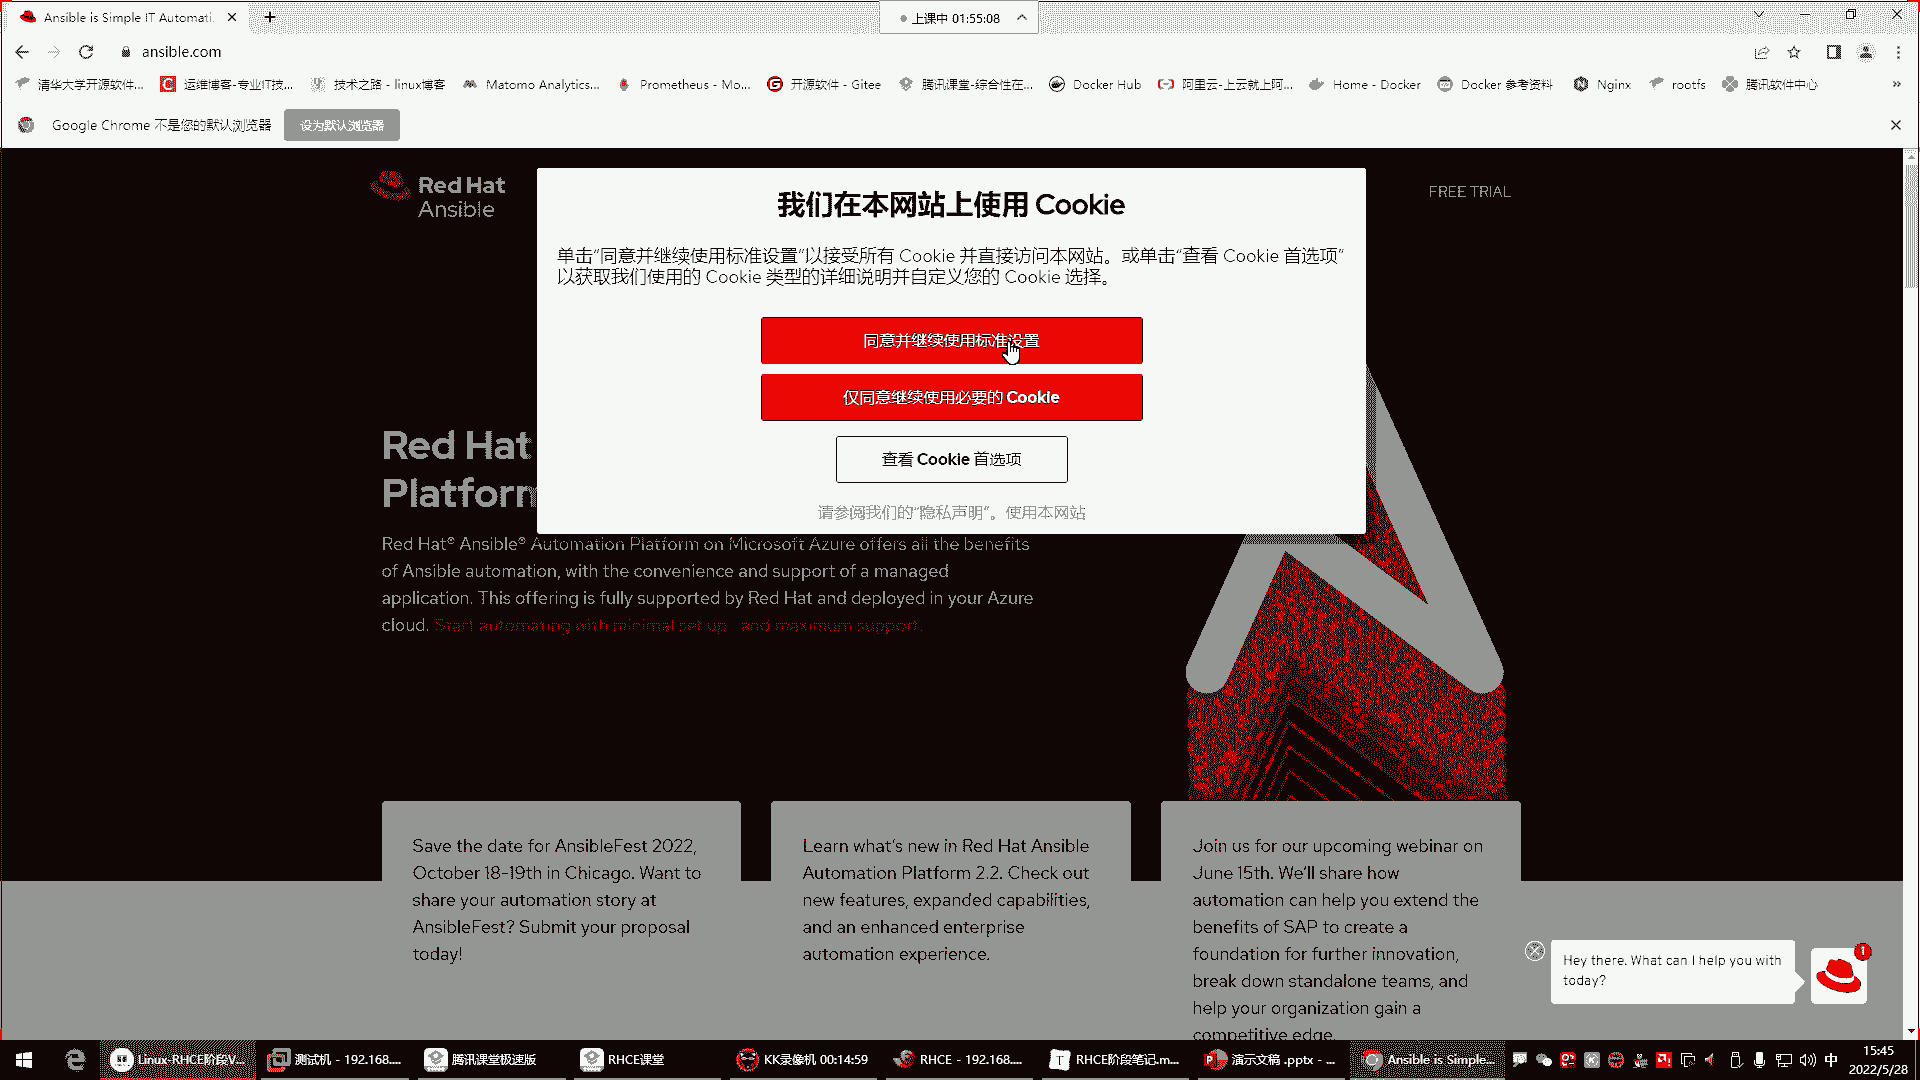 Ansible is Simple IT Automati
上课中 01:55:08
ansible.com
清华大学开源软件...
运维博客-专业IT技...
技术之路 - linux博客
Matomo Analytics...
Prometheus - Mo...
开源软件 - Gitee
腾讯课堂-综合性在...
Docker Hub
阿里云-上云就上阿...
Home - Docker
Docker 参考资料
Nginx
rootfs
腾讯软件中心
»
Google Chrome 不是您的默认浏览器
设为默认浏览器
Red Hat
Ansible
FREE TRIAL
我们在本网站上使用 Cookie
单击“同意并继续使用标准设置”以接受所有 Cookie 并直接访问本网站。或单击“查看 Cookie 首选项”
以获取我们使用的 Cookie 类型的详细说明并自定义您的 Cookie 选择。
同意并继续使用标准设置
仅同意继续使用必要的 Cookie
查看 Cookie 首选项
请参阅我们的“隐私声明”。使用本网站
Red Hat
Platform
Red Hat® Ansible® Automation Platform on Microsoft Azure offers all the benefits
of Ansible automation, with the convenience and support of a managed
application. This offering is fully supported by Red Hat and deployed in your Azure
cloud. Start automating with minimal set up and maximum support.
Save the date for AnsibleFest 2022,
October 18-19th in Chicago. Want to
share your automation story at
AnsibleFest? Submit your proposal
today!
Learn what's new in Red Hat Ansible
Automation Platform 2.2. Check out
new features, expanded capabilities,
and an enhanced enterprise
automation experience.
Join us for our upcoming webinar on
June 15th. We'll share how
automation can help you extend the
benefits of SAP to create a
foundation for further innovation,
break down standalone teams, and
help your organization gain a
competitive edge.
Hey there. What can I help you with
today?
1
Linux-RHCE阶段V...
测试机 - 192.168....
腾讯课堂极速版
RHCE课堂
KK录像机 00:14:59
RHCE - 192.168....
RHCE阶段笔记.m...
演示文稿 .pptx - ...
Ansible is Simple...
中
15:45
2022/5/28